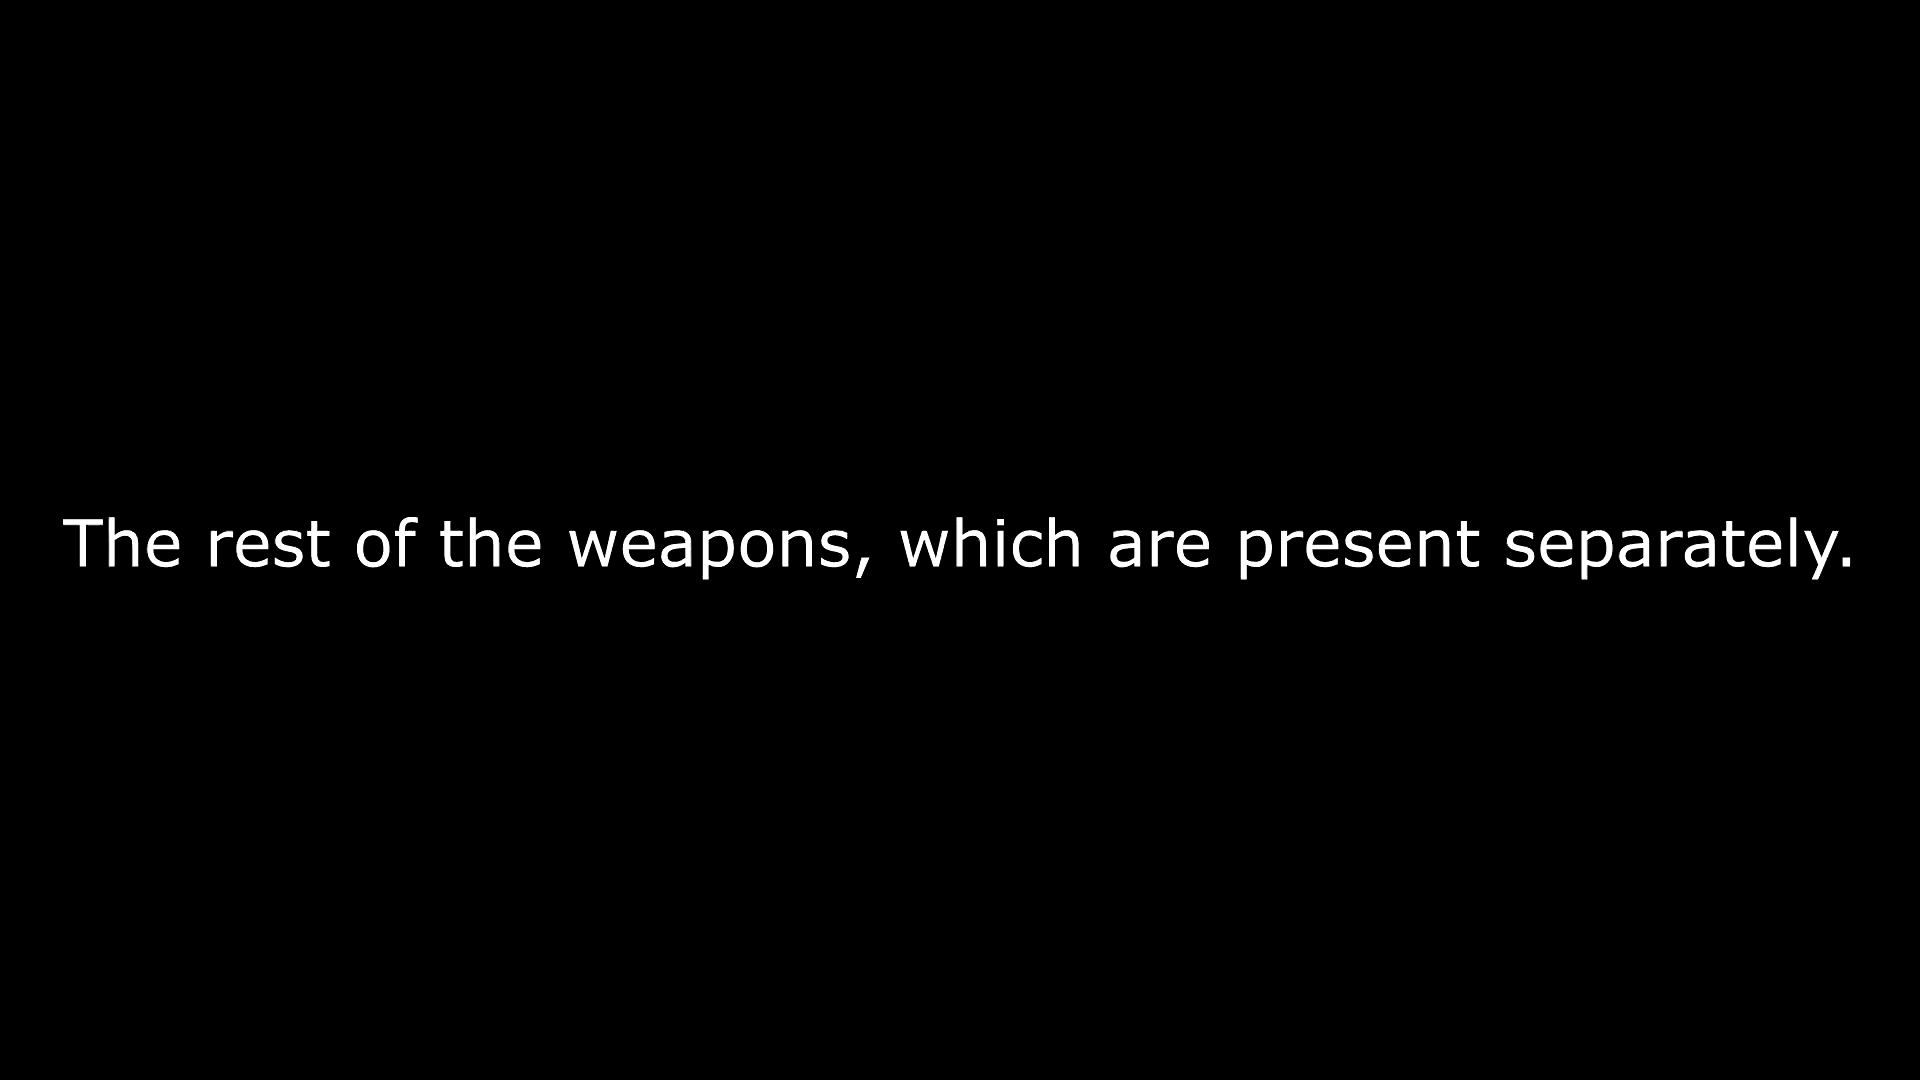 The rest of the weapons, which are present separately.